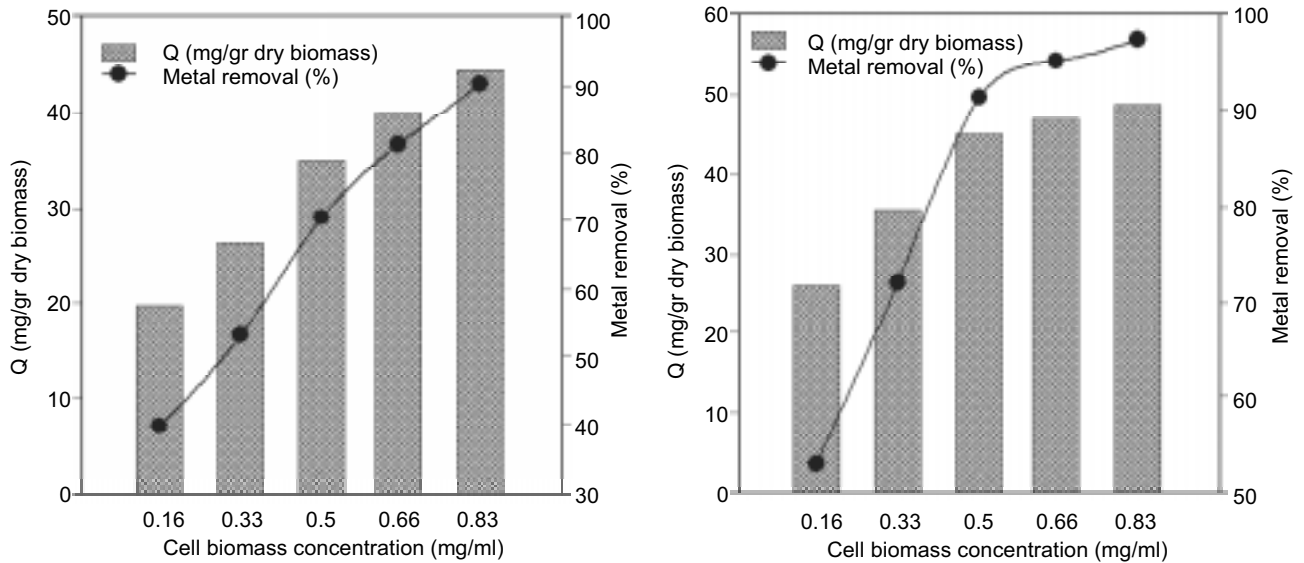 50
40
30
20
10
0
Q (mg/gr dry biomass)
Q (mg/gr dry biomass)
Metal removal (%)
100
90
80
70
60
50
40
30
Metal removal (%)
0.16 0.33 0.5 0.66 0.83
Cell biomass concentration (mg/ml)
60
50
40
30
20
10
0
Q (mg/gr dry biomass)
Q (mg/gr dry biomass)
Metal removal (%)
100
90
80
70
60
50
Metal removal (%)
0.16 0.33 0.5 0.66 0.83
Cell biomass concentration (mg/ml)